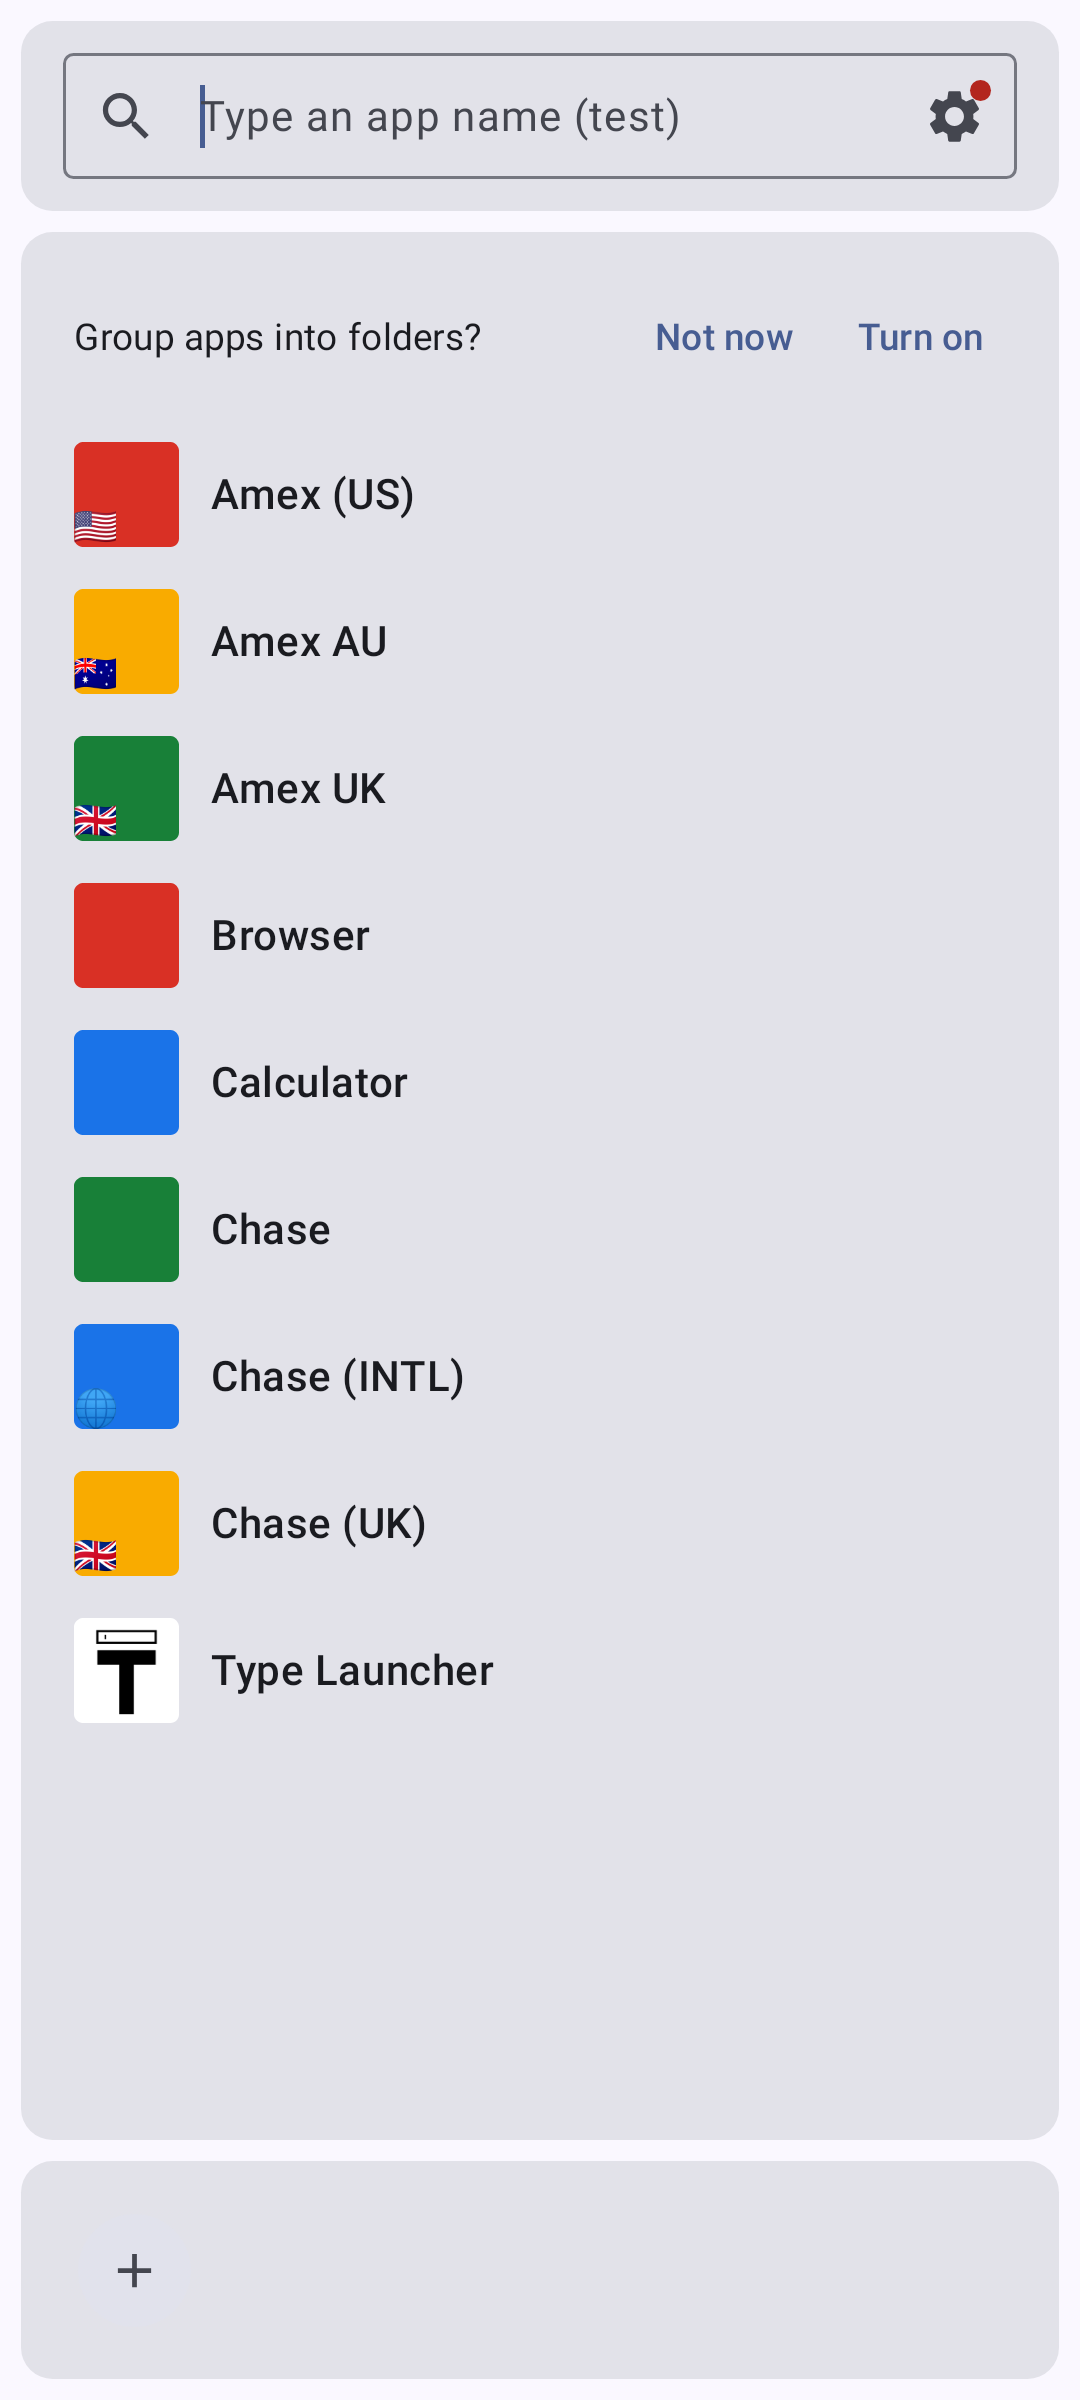 Type an app name (test)
Group apps into folders? Not now Turn on
Amex (US)
Amex AU
Amex UK
Browser
Calculator
Chase
Chase (INTL)
Chase (UK)
T
Type Launcher